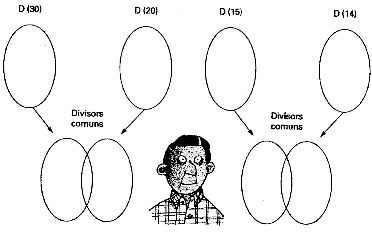 D (30)
D (20)
D (15)
D (14)
Divisors
comuns
Divisors
comuns